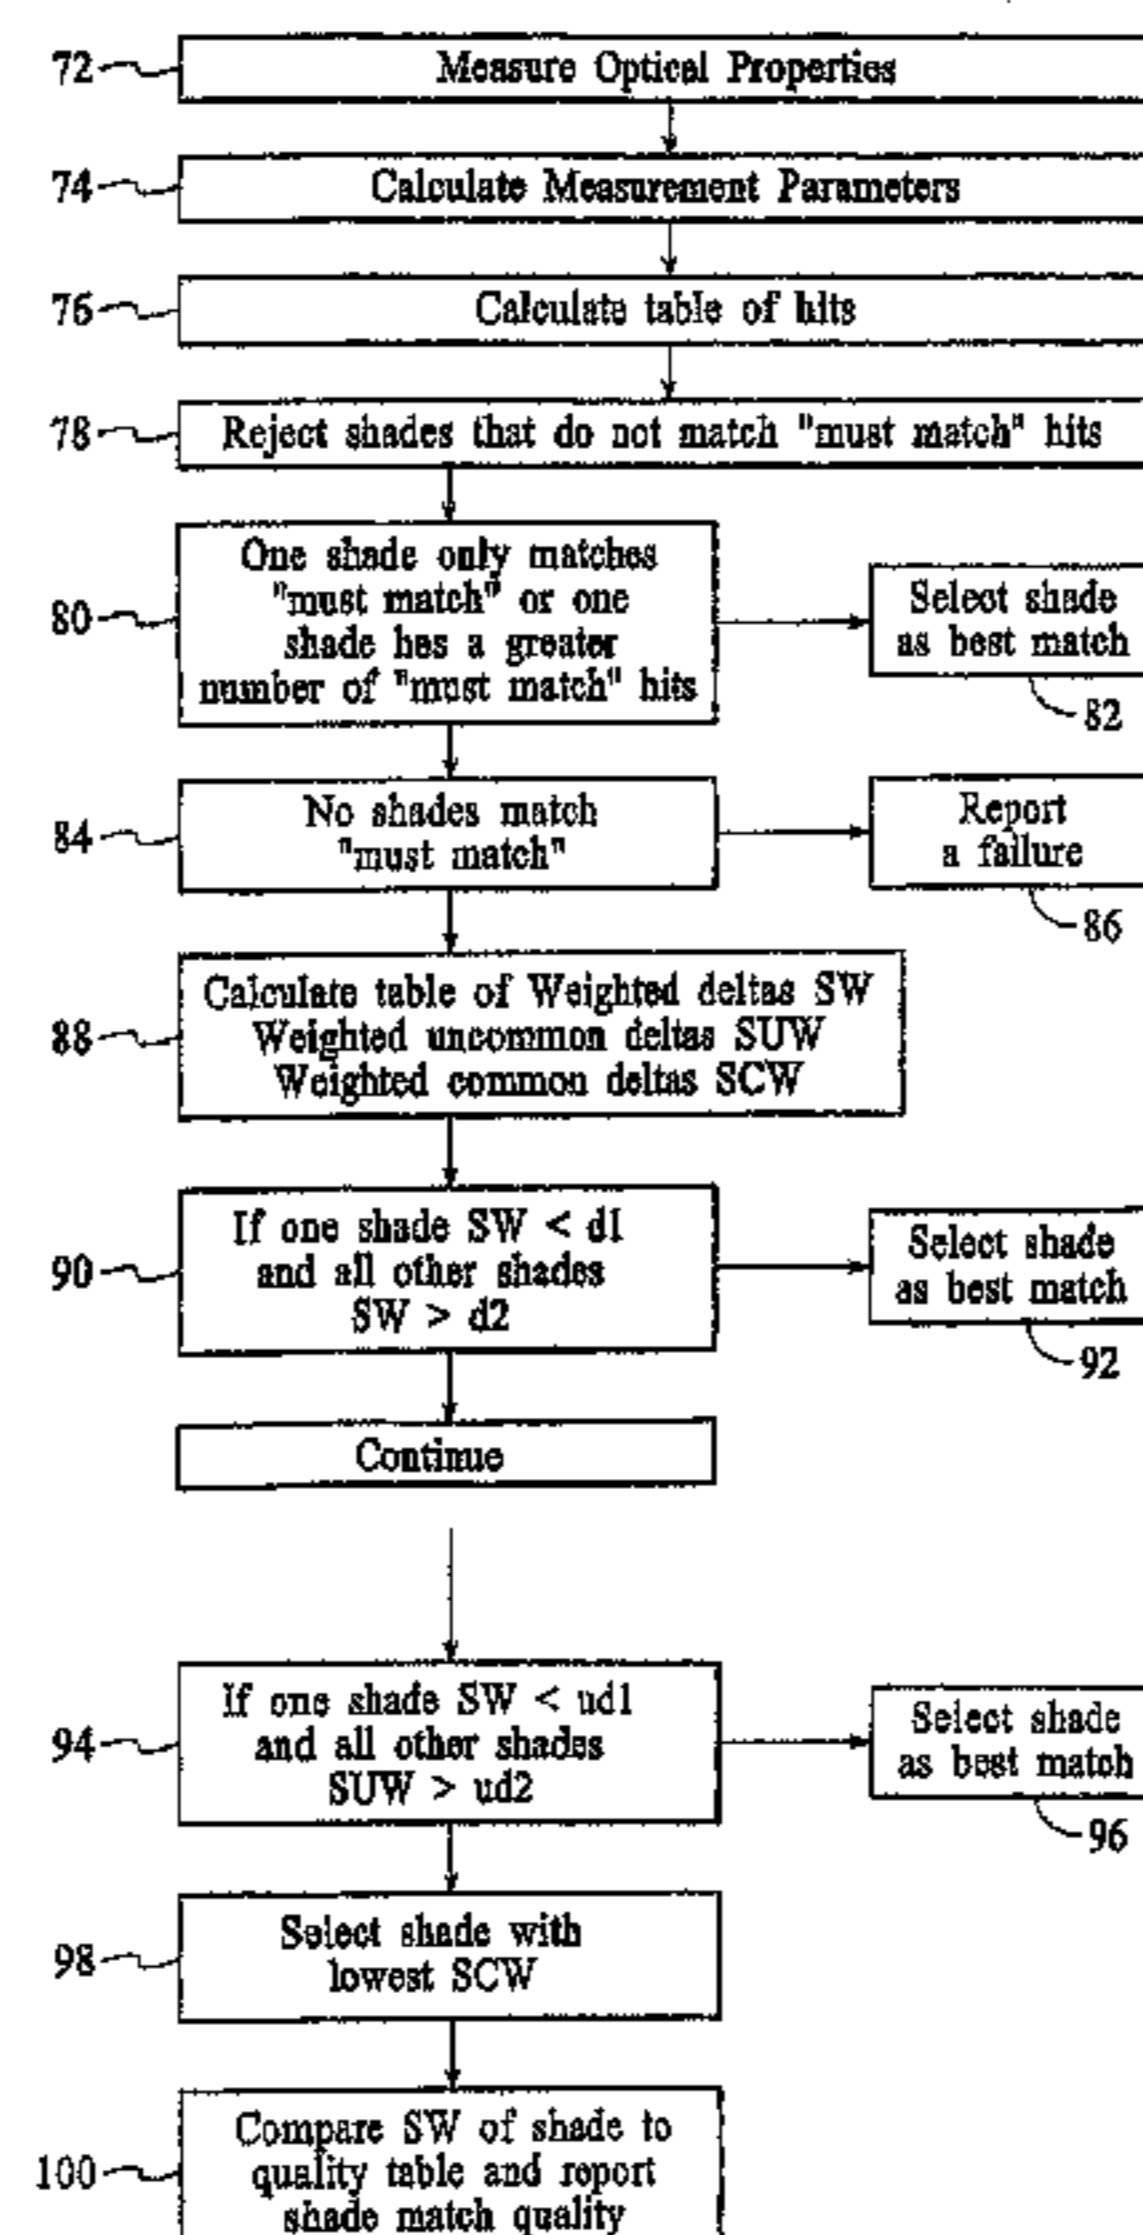 72
Measure Optical Properties
74
Calculate Measurement Parameters
76
Calculate table of hits
78
Reject shades that do not match "must match" hits
80
One shade only matches
"must match" or one
shade has a greater
number of "must match" hits
Select shade
as best match
82
84
No shades match
"must match"
Report
a failure
86
88
Calculate table of Weighted deltas SW
Weighted uncommon deltas SUW
Weighted common deltas SCW
90
If one shade SW < d1
and all other shades
SW > d2
Select shade
as best match
92
Continue
94
If one shade SW < ud1
and all other shades
SUW > ud2
Select shade
as best match
96
98
Select shade with
lowest SCW
100
Compare SW of shade to
quality table and report
shade match quality